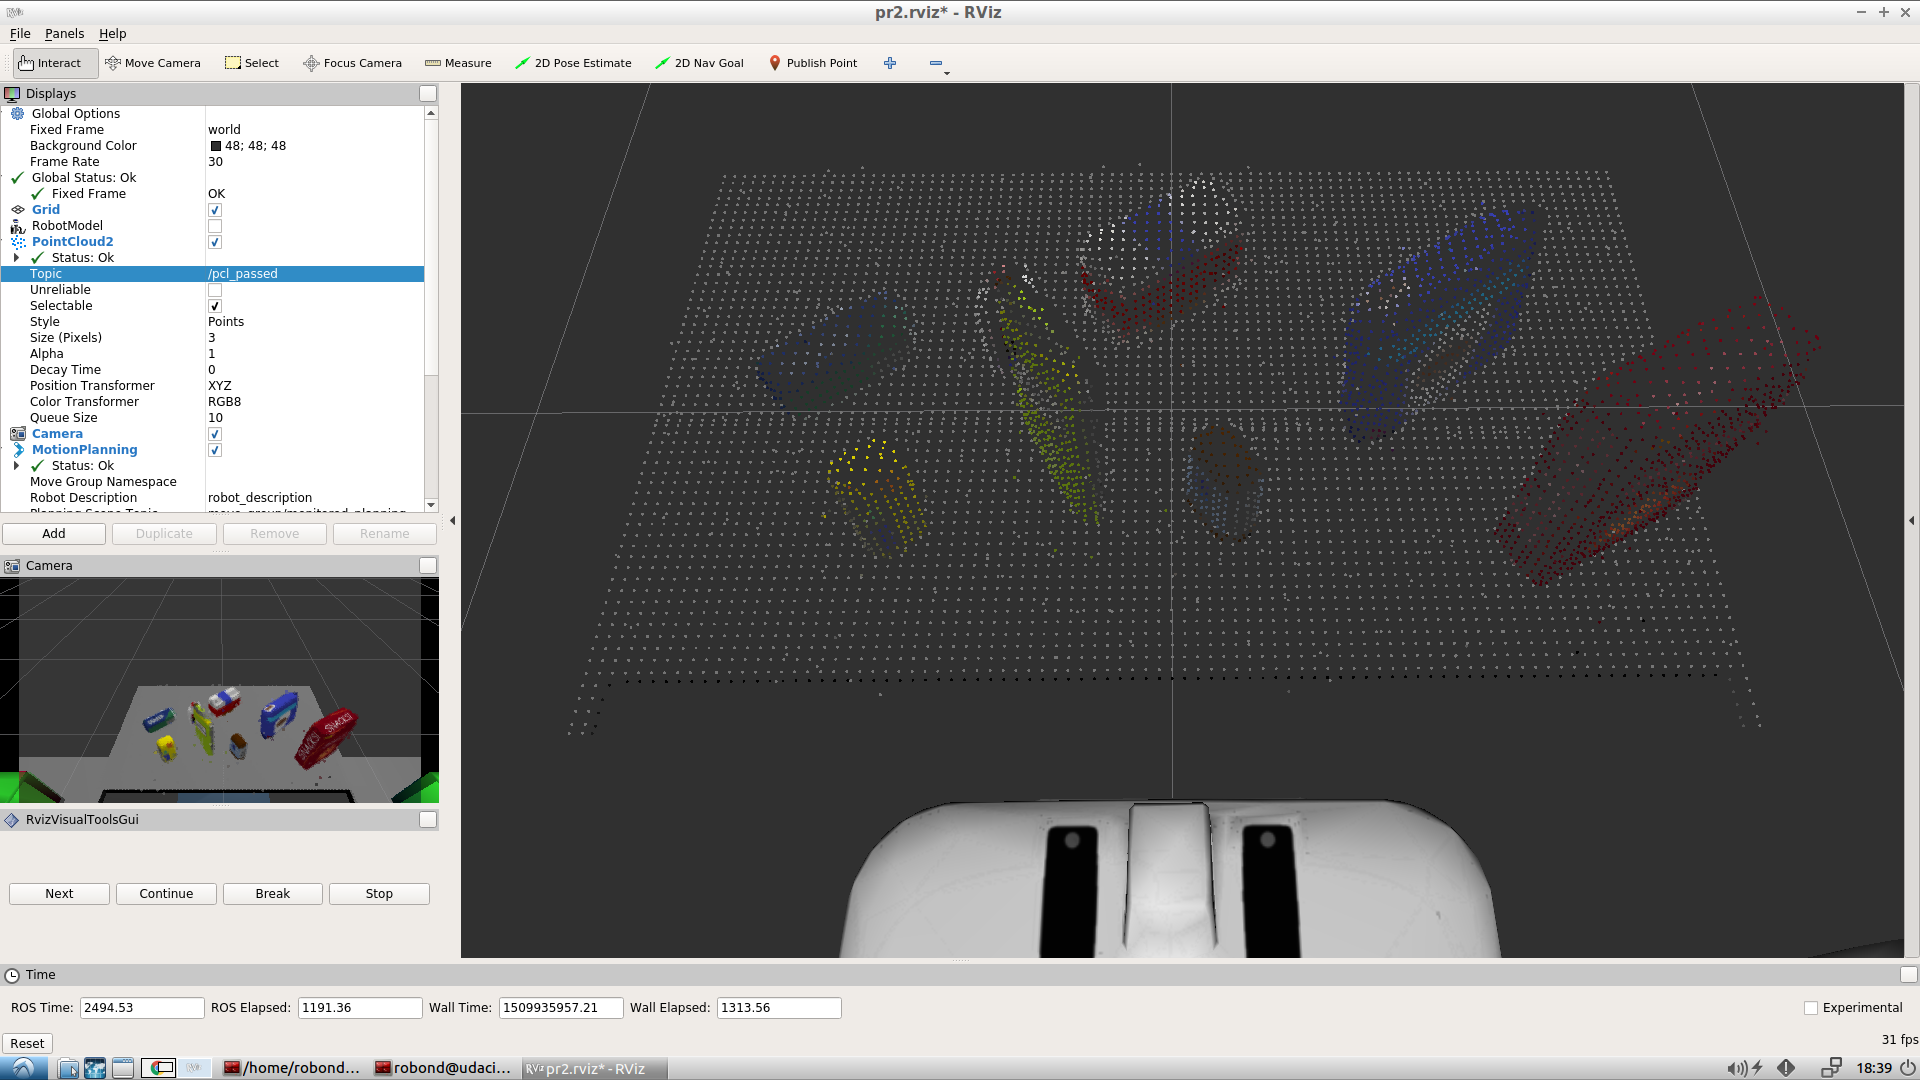 pr2.rviz* - RViz
File Panels Help
Interact Move Camera Select Focus Camera Measure 2D Pose Estimate 2D Nav Goal Publish Point
Displays
Global Options
Fixed Frame world
Background Color 48; 48; 48
Frame Rate 30
Global Status: Ok
Fixed Frame OK
Grid
RobotModel
PointCloud2
Status: Ok
Topic /pcl_passed
Unreliable
Selectable
Style Points
Size (Pixels) 3
Alpha 1
Decay Time 0
Position Transformer XYZ
Color Transformer RGB8
Queue Size 10
Camera
MotionPlanning
Status: Ok
Move Group Namespace
Robot Description robot_description
Add Duplicate Remove Rename
Camera
SNACKS!
SNACKS!
RvizVisualToolsGui
Next Continue Break Stop
Time
ROS Time: 2494.53 ROS Elapsed: 1191.36 Wall Time: 1509935957.21 Wall Elapsed: 1313.56 Experimental
Reset 31 fps
/home/robond... robond@udaci... pr2.rviz* - RViz 18:39